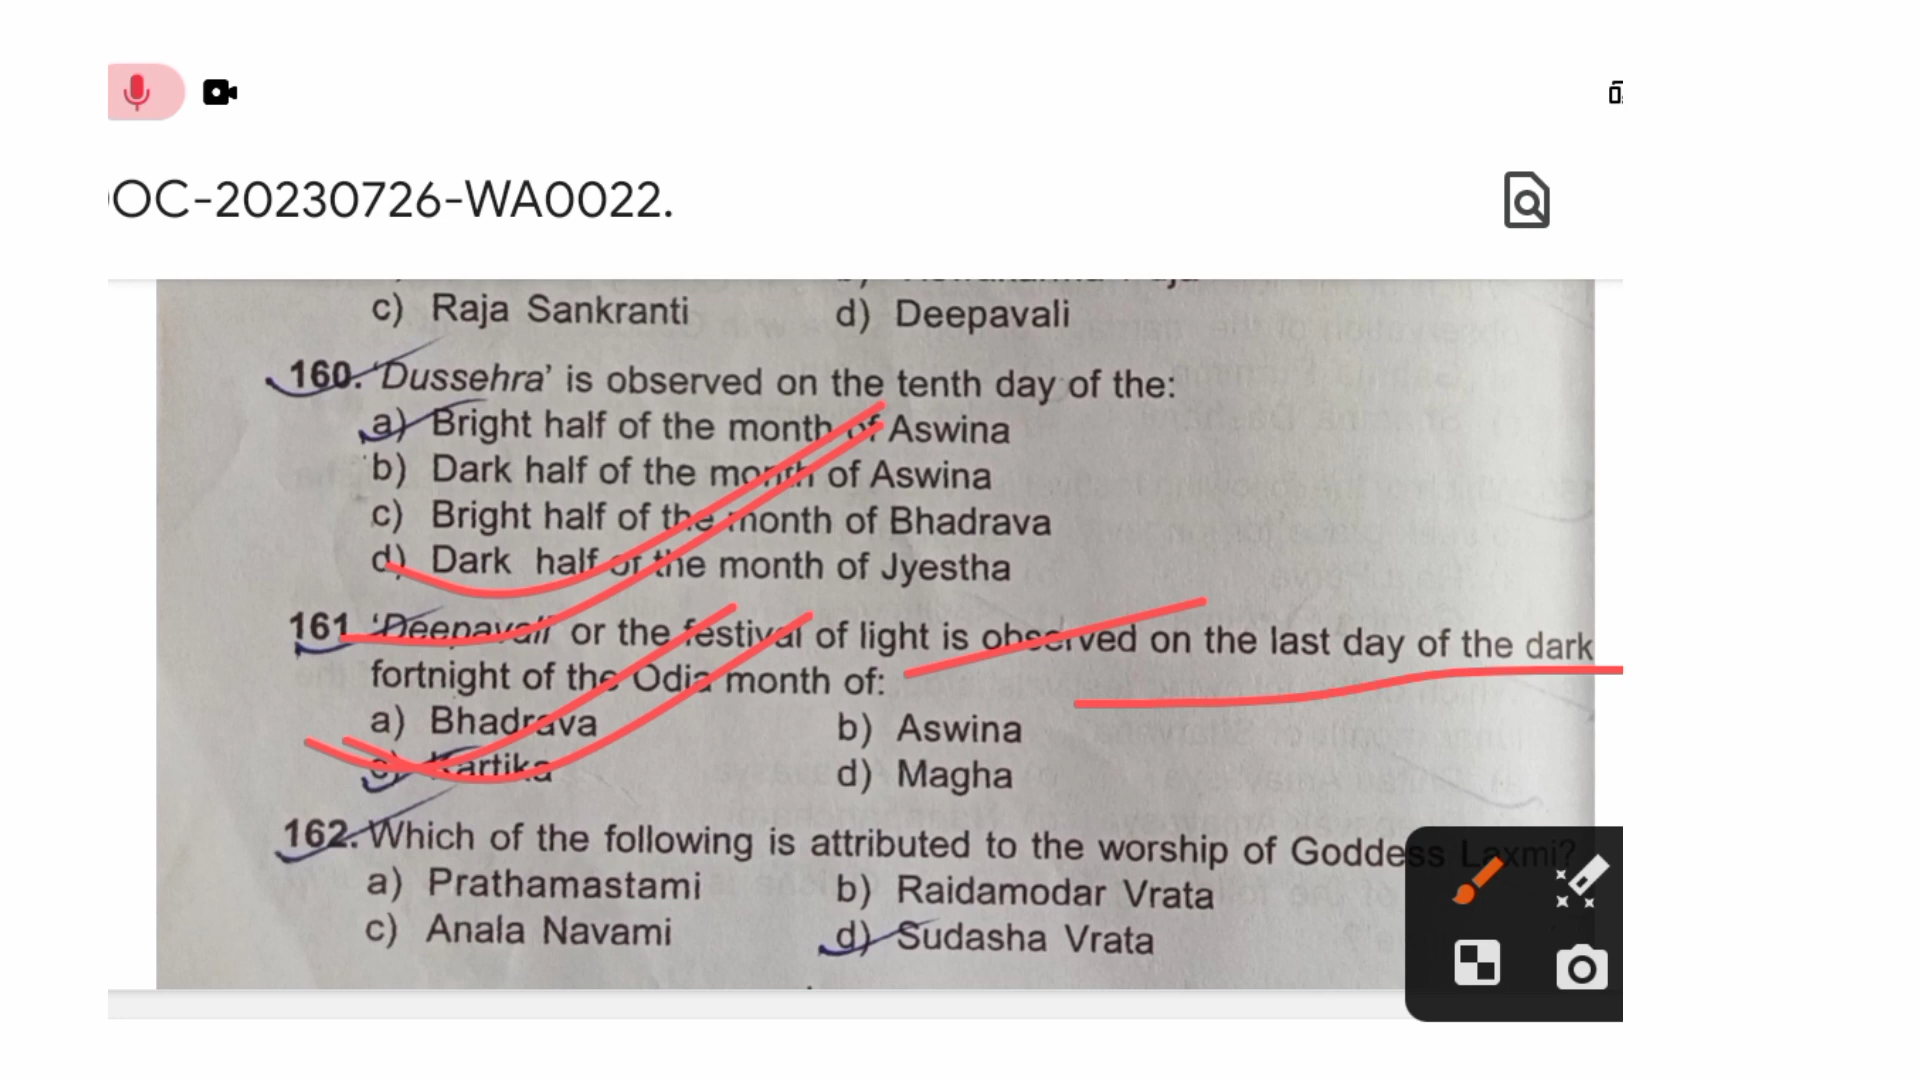 OC-20230726-WA0022.
c) Raja Sankranti d) Deepavali
160. 'Dussehra' is observed on the tenth day of the:
a) Bright half of the month of Aswina
b) Dark half of the month of Aswina
c) Bright half of the month of Bhadrava
d) Dark half of the month of Jyestha
161 'Deepavali' or the festival of light is observed on the last day of the dark
fortnight of the Odia month of:
a) Bhadrava b) Aswina
c) Kartika d) Magha
162. Which of the following is attributed to the worship of Goddess Laxmi?
a) Prathamastami b) Raidamodar Vrata
c) Anala Navami d) Sudasha Vrata